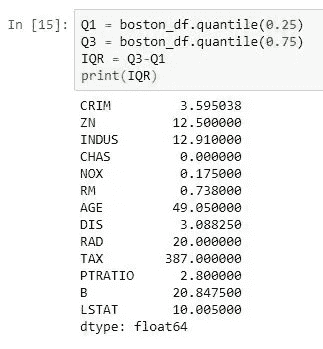 In [15]: Q1 = boston_df.quantile(0.25)
Q3 = boston_df.quantile(0.75)
IQR = Q3-Q1
print(IQR)
CRIM 3.595038
ZN 12.500000
INDUS 12.910000
CHAS 0.000000
NOX 0.175000
RM 0.738000
AGE 49.050000
DIS 3.088250
RAD 20.000000
TAX 387.000000
PTRATIO 2.800000
B 20.847500
LSTAT 10.005000
dtype: float64